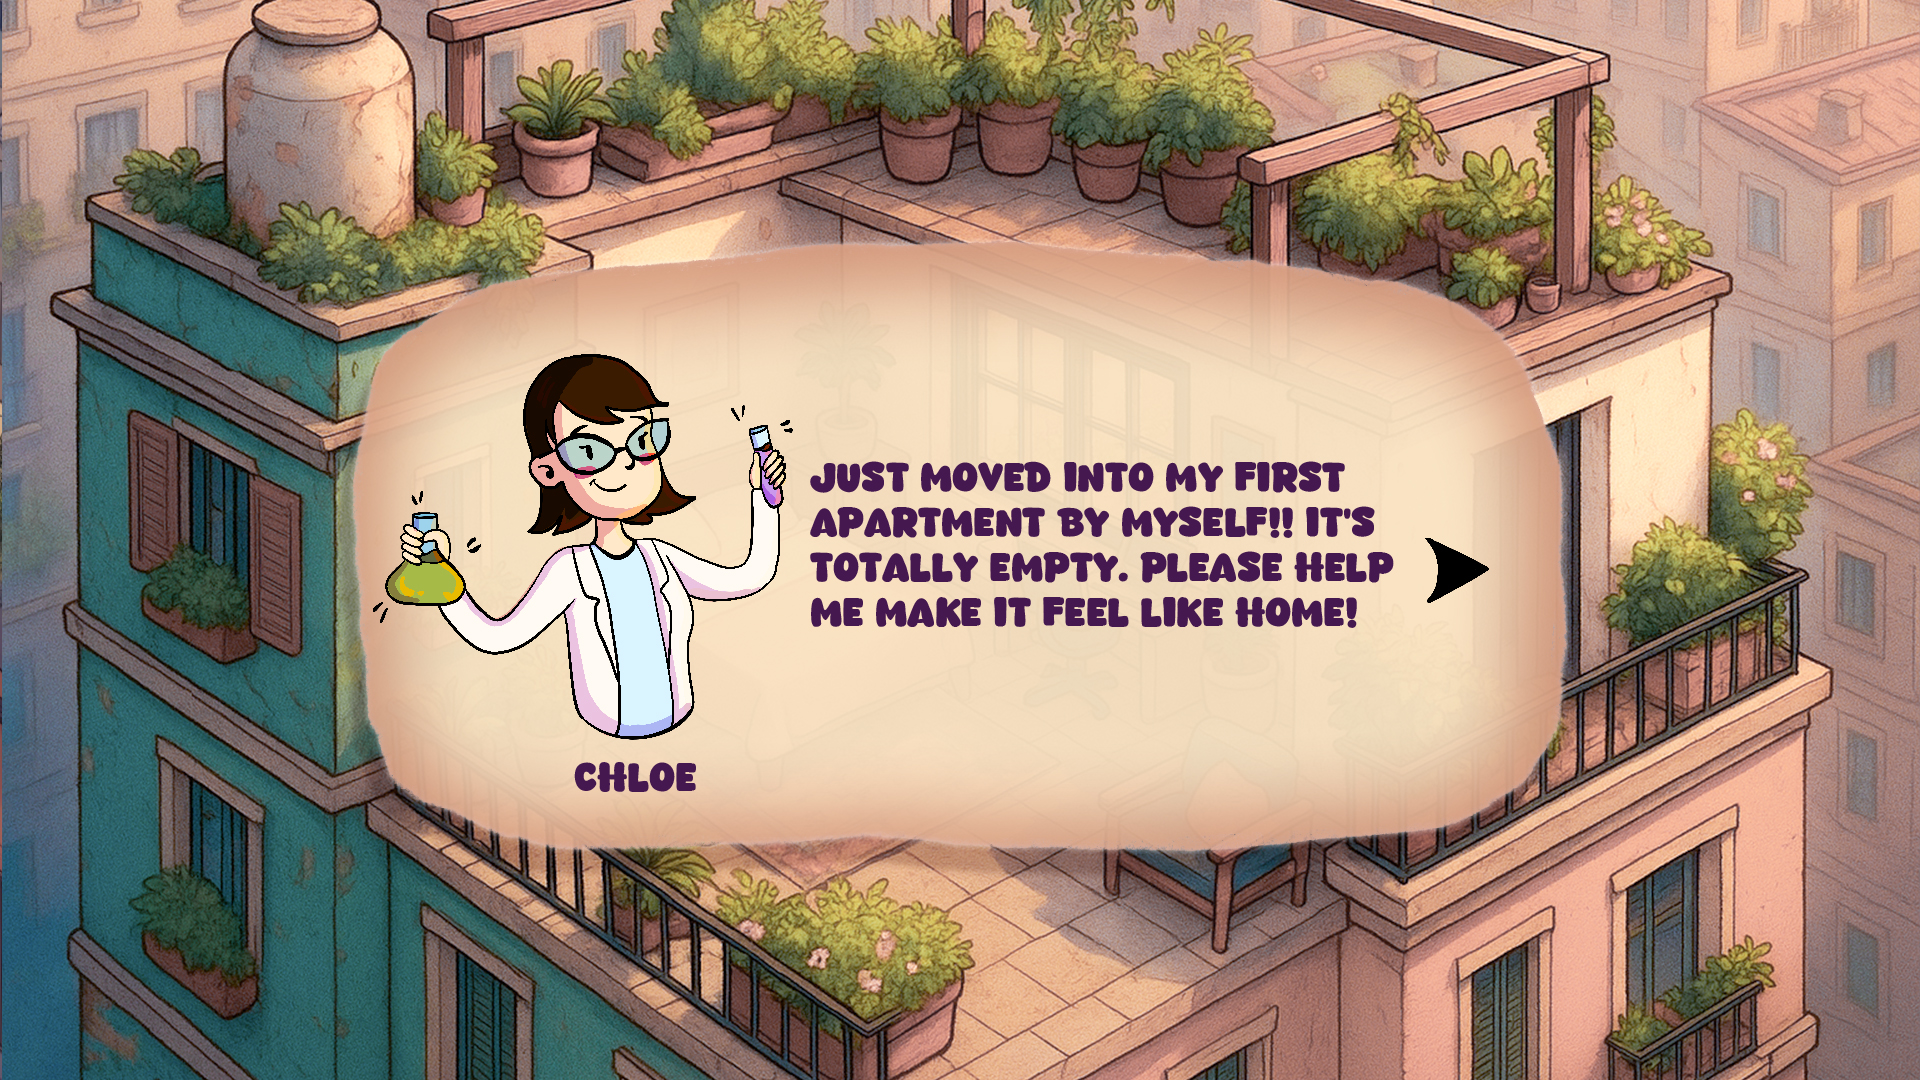 JUST MOVED INTO MY FIRST
APARTMENT BY MYSELF!! IT'S
TOTALLY EMPTY. PLEASE HELP
ME MAKE IT FEEL LIKE HOME!
CHLOE